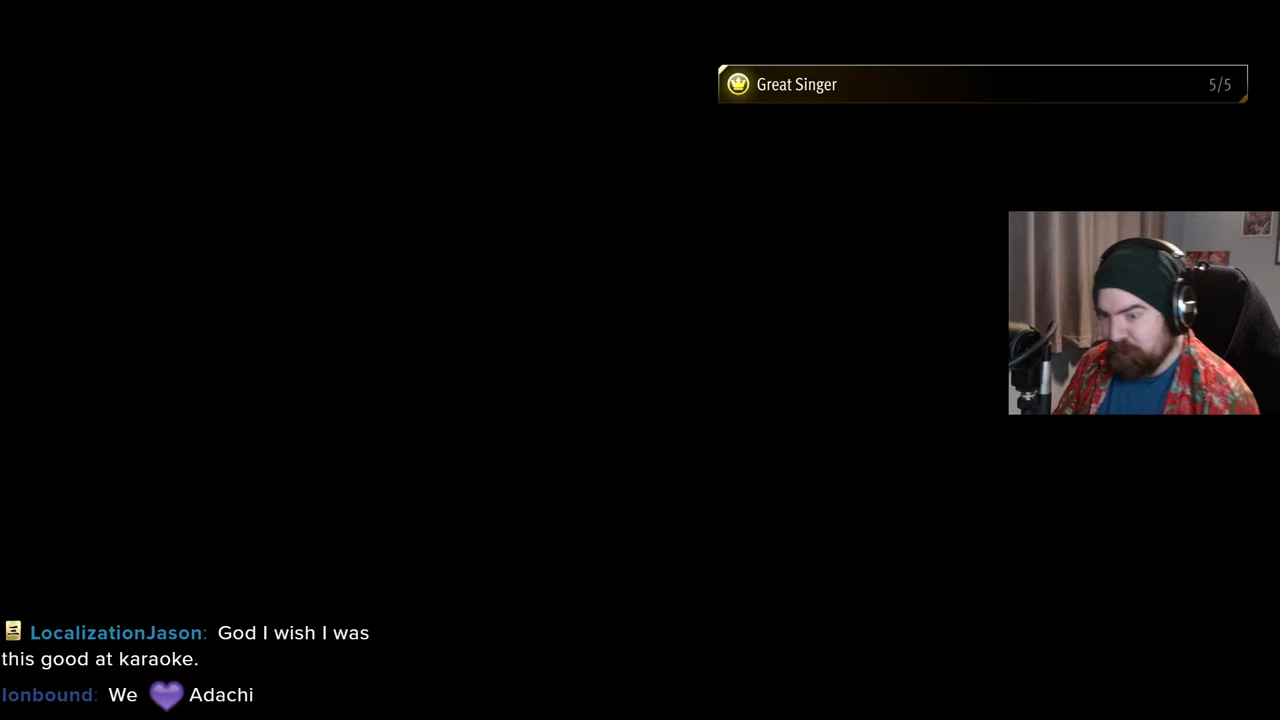 Great Singer 5/5
LocalizationJason: God I wish I was
this good at karaoke.
Ionbound: We 💜 Adachi